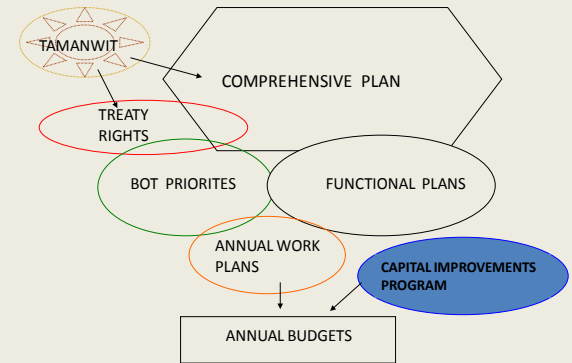 TAMANWIT
COMPREHENSIVE PLAN
TREATY
RIGHTS
BOT PRIORITES
FUNCTIONAL PLANS
ANNUAL WORK
PLANS
CAPITAL IMPROVEMENTS
PROGRAM
ANNUAL BUDGETS